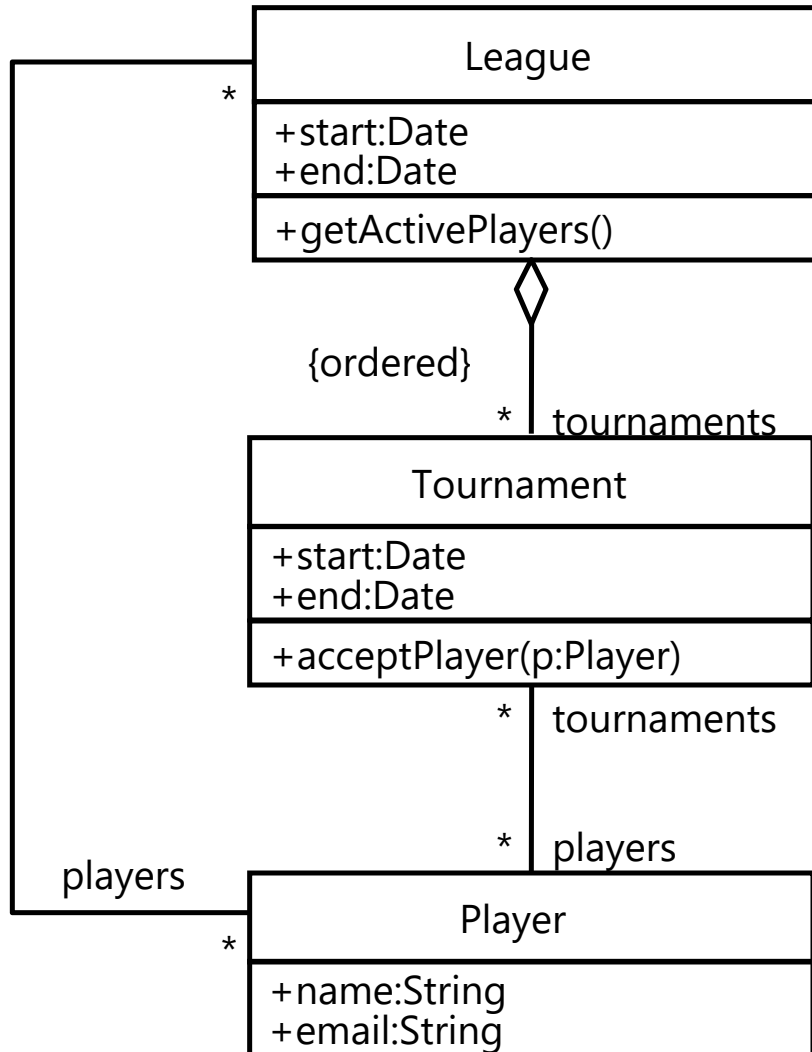 League
*
+start:Date
+end:Date
+getActivePlayers()
{ordered}
* tournaments
Tournament
+start:Date
+end:Date
+acceptPlayer(p:Player)
* tournaments
* players
players
Player
*
+name:String
+email:String